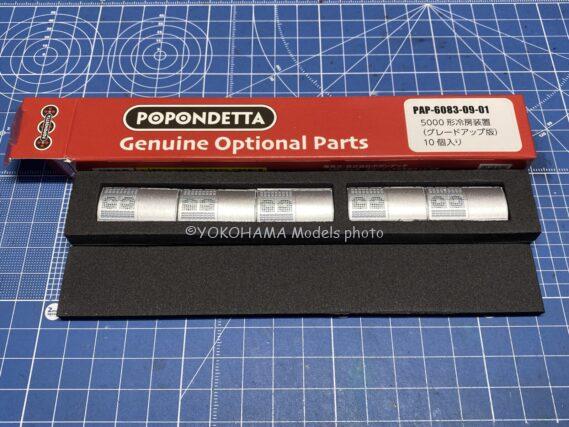 POPONDETTA
Genuine Optional Parts
PAP-6083-09-01
5000形冷房装置
(グレードアップ版)
10個入り
©YOKOHAMA Models photo